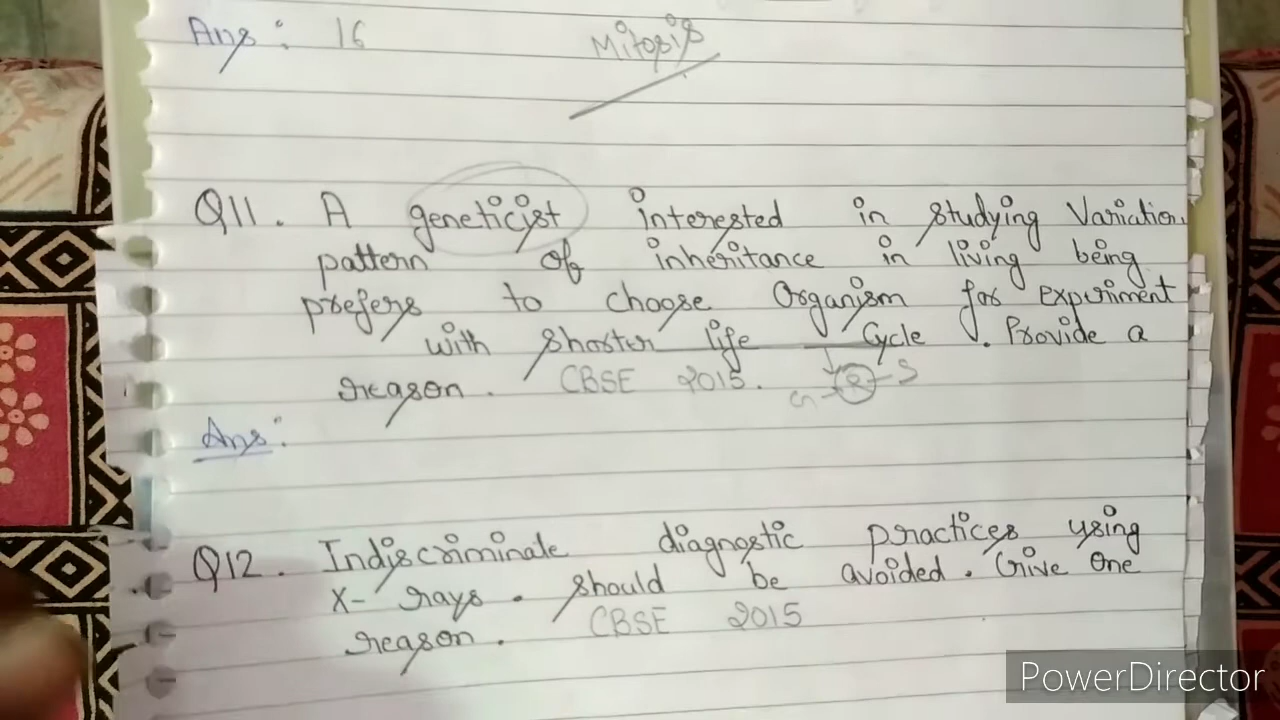 Ans: 16 Mitosis
Q11. A geneticist interested in studying Variation
pattern of inheritance in living being
prefers to choose Organism for experiment
with shorter life Cycle . Provide a
reason . CBSE 2015.
Ans:
Q12. Indiscriminate diagnostic practices using
X- rays . should be avoided . Give One
reason . CBSE 2015
PowerDirector